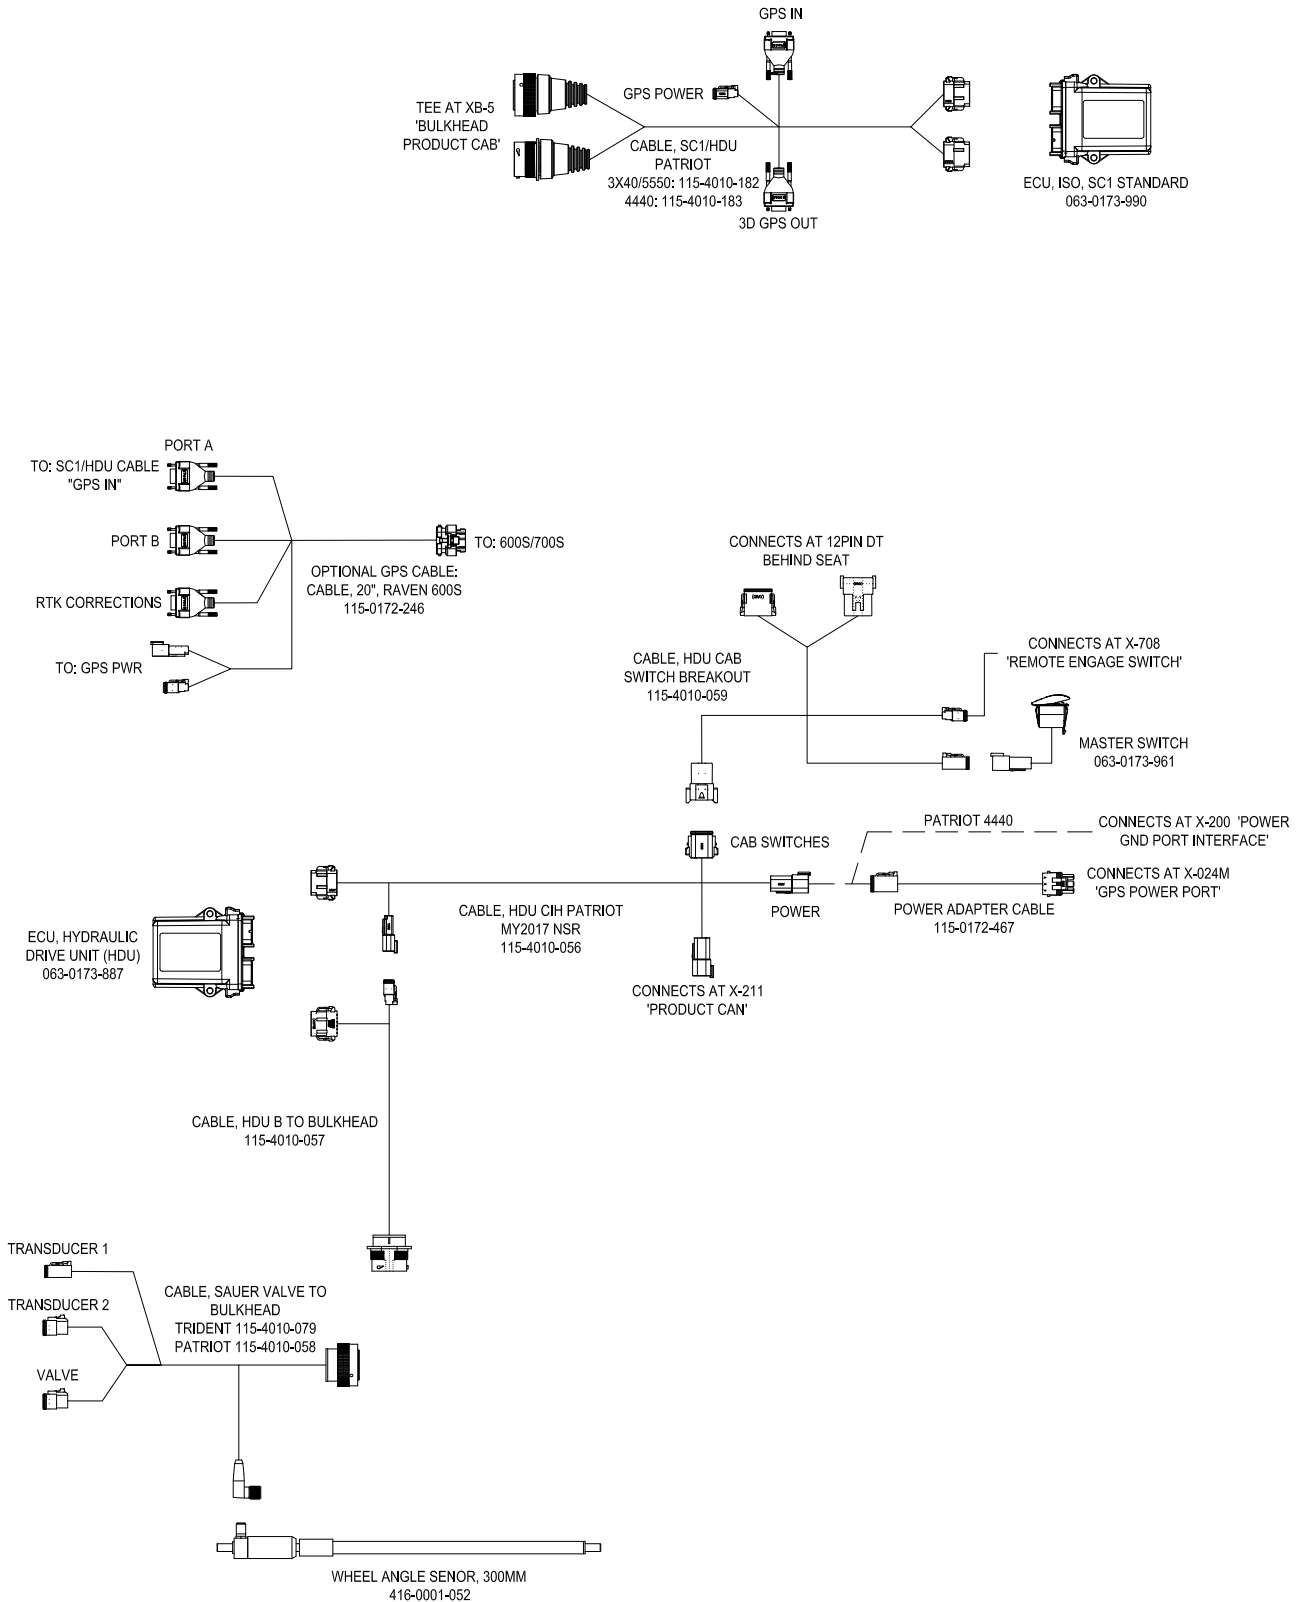 GPS IN
GPS POWER
TEE AT XB-5
'BULKHEAD
PRODUCT CAB'
CABLE, SC1/HDU
PATRIOT
3X40/5550: 115-4010-182
4440: 115-4010-183
3D GPS OUT
ECU, ISO, SC1 STANDARD
063-0173-990
PORT A
TO: SC1/HDU CABLE
"GPS IN"
PORT B
TO: 600S/700S
OPTIONAL GPS CABLE:
CABLE, 20", RAVEN 600S
115-0172-246
RTK CORRECTIONS
TO: GPS PWR
CONNECTS AT 12PIN DT
BEHIND SEAT
CABLE, HDU CAB
SWITCH BREAKOUT
115-4010-059
CONNECTS AT X-708
'REMOTE ENGAGE SWITCH'
MASTER SWITCH
063-0173-961
PATRIOT 4440
CONNECTS AT X-200 'POWER
GND PORT INTERFACE'
CAB SWITCHES
CONNECTS AT X-024M
'GPS POWER PORT'
POWER
POWER ADAPTER CABLE
115-0172-467
CABLE, HDU CIH PATRIOT
MY2017 NSR
115-4010-056
ECU, HYDRAULIC
DRIVE UNIT (HDU)
063-0173-887
CONNECTS AT X-211
'PRODUCT CAN'
CABLE, HDU B TO BULKHEAD
115-4010-057
TRANSDUCER 1
TRANSDUCER 2
VALVE
CABLE, SAUER VALVE TO
BULKHEAD
TRIDENT 115-4010-079
PATRIOT 115-4010-058
WHEEL ANGLE SENOR, 300MM
416-0001-052